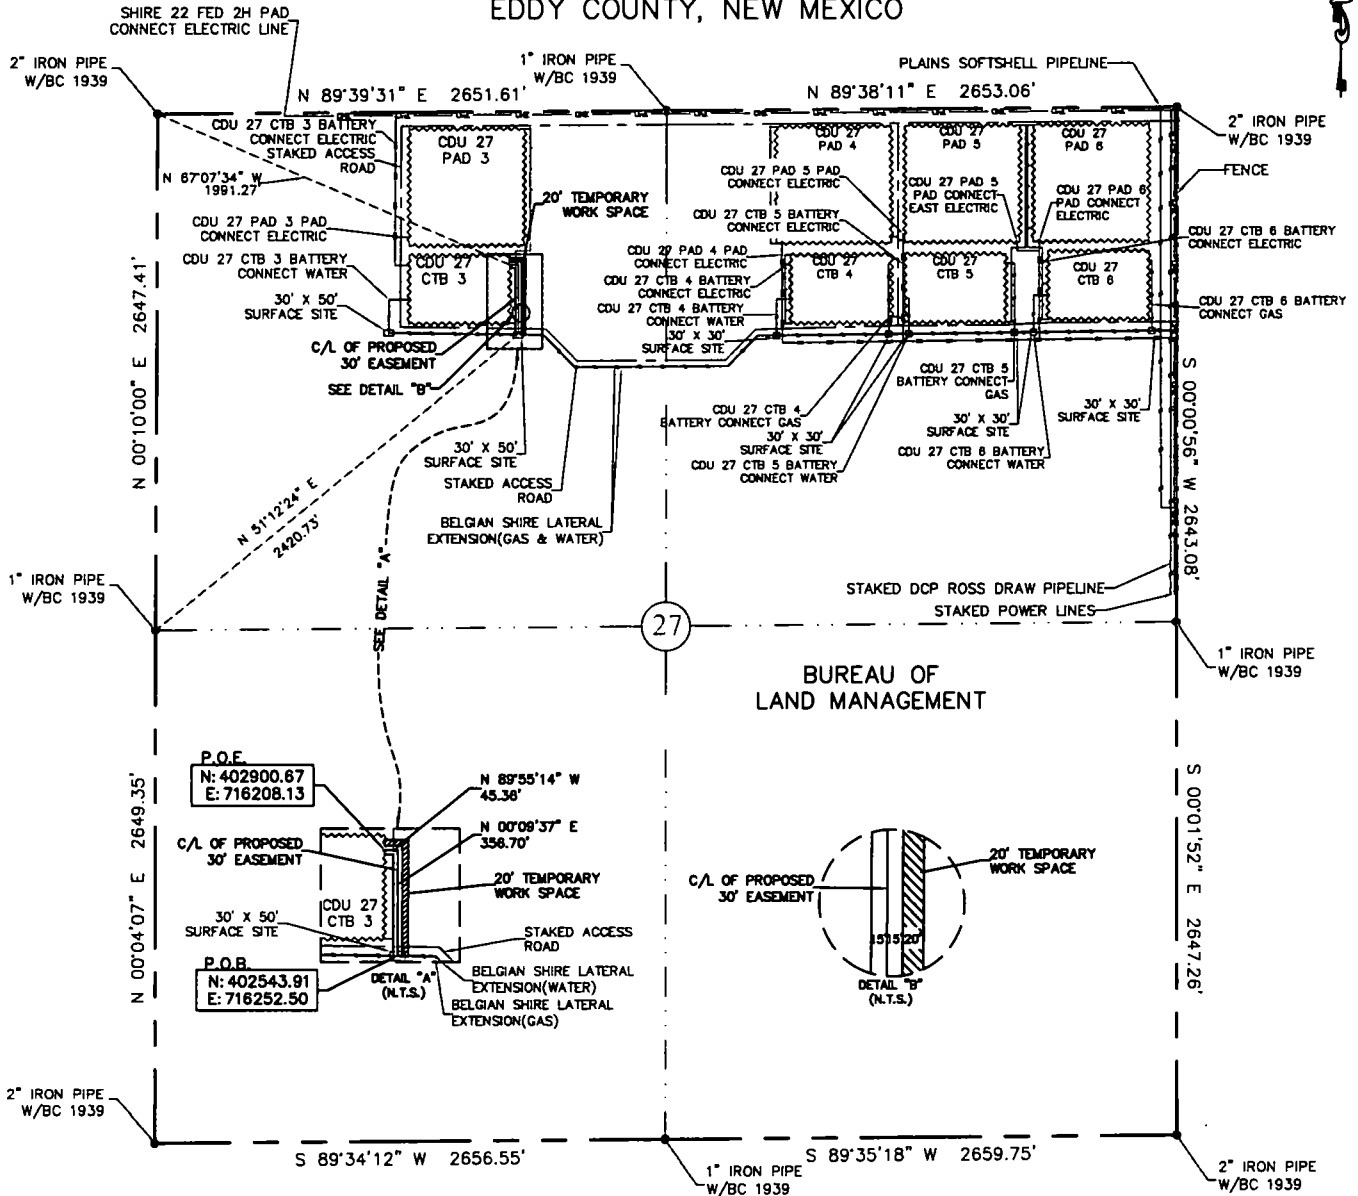 EDDY COUNTY, NEW MEXICO
SHIRE 22 FED 2H PAD
CONNECT ELECTRIC LINE
2" IRON PIPE
W/BC 1939
N 89°39'31" E 2651.61'
1" IRON PIPE
W/BC 1939
N 89°38'11" E 2653.06'
PLAINS SOFTSHELL PIPELINE
2" IRON PIPE
W/BC 1939
FENCE
CDU 27 CTB 3 BATTERY
CONNECT ELECTRIC
STAKED ACCESS
ROAD
CDU 27
PAD 3
N 67°07'34" W
1991.27'
20' TEMPORARY
WORK SPACE
CDU 27 PAD 3 PAD
CONNECT ELECTRIC
CDU 27 CTB 3 BATTERY
CONNECT WATER
CDU 27
CTB 3
30' X 50'
SURFACE SITE
C/L OF PROPOSED
30' EASEMENT
SEE DETAIL "B"
CDU 27
PAD 4
CDU 27
PAD 5
CDU 27
PAD 6
CDU 27 PAD 5 PAD
CONNECT ELECTRIC
CDU 27 PAD 5
PAD CONNECT
EAST ELECTRIC
CDU 27 PAD 6
PAD CONNECT
ELECTRIC
CDU 27 CTB 5 BATTERY
CONNECT ELECTRIC
CDU 27 CTB 6 BATTERY
CONNECT ELECTRIC
CDU 27 PAD 4 PAD
CONNECT ELECTRIC
CDU 27
CTB 4
CDU 27
CTB 5
CDU 27
CTB 6
CDU 27 CTB 4 BATTERY
CONNECT ELECTRIC
CDU 27 CTB 4 BATTERY
CONNECT WATER
30' X 30'
SURFACE SITE
CDU 27 CTB 6 BATTERY
CONNECT GAS
N 00°10'00" E 2647.41'
S 00°00'56" W 2643.08'
CDU 27 CTB 5
BATTERY CONNECT
GAS
CDU 27 CTB 4
BATTERY CONNECT GAS
30' X 30'
SURFACE SITE
30' X 30'
SURFACE SITE
30' X 30'
SURFACE SITE
CDU 27 CTB 5 BATTERY
CONNECT WATER
CDU 27 CTB 6 BATTERY
CONNECT WATER
30' X 50'
SURFACE SITE
STAKED ACCESS
ROAD
BELGIAN SHIRE LATERAL
EXTENSION(GAS & WATER)
N 51°12'24" E
2420.73'
SEE DETAIL "A"
1" IRON PIPE
W/BC 1939
STAKED DCP ROSS DRAW PIPELINE
STAKED POWER LINES
27
1" IRON PIPE
W/BC 1939
BUREAU OF
LAND MANAGEMENT
P.O.E.
N: 402900.67
E: 716208.13
N 89°55'14" W
45.36'
N 00°09'37" E
356.70'
C/L OF PROPOSED
30' EASEMENT
20' TEMPORARY
WORK SPACE
CDU 27
CTB 3
30' X 50'
SURFACE SITE
STAKED ACCESS
ROAD
P.O.B.
N: 402543.91
E: 716252.50
DETAIL "A"
(N.T.S.)
BELGIAN SHIRE LATERAL
EXTENSION(WATER)
BELGIAN SHIRE LATERAL
EXTENSION(GAS)
C/L OF PROPOSED
30' EASEMENT
20' TEMPORARY
WORK SPACE
15' 15' 20'
DETAIL "B"
(N.T.S.)
N 00°04'07" E 2649.35'
S 00°01'52" E 2647.26'
2" IRON PIPE
W/BC 1939
S 89°34'12" W 2656.55'
1" IRON PIPE
W/BC 1939
S 89°35'18" W 2659.75'
2" IRON PIPE
W/BC 1939